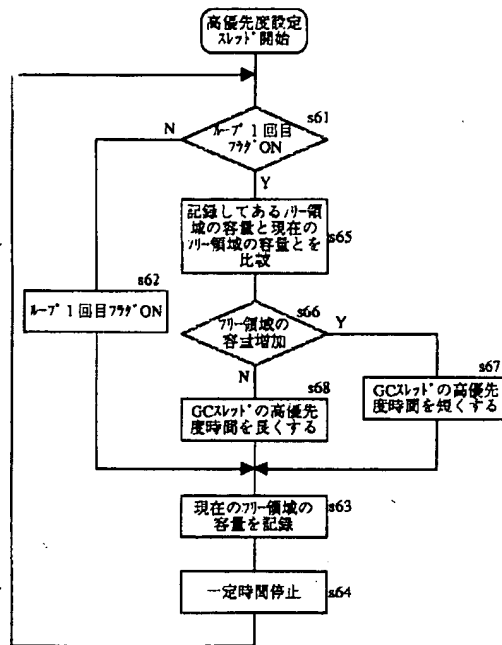 高優先度設定
ｽﾚｯﾄﾞ開始
s61
N
ﾙｰﾌﾟ1回目
ﾌﾗｸﾞON
Y
記録してあるﾌﾘｰ領
域の容量と現在の
ﾌﾘｰ領域の容量とを
比較
s65
s62
ﾙｰﾌﾟ1回目ﾌﾗｸﾞON
s66
ﾌﾘｰ領域の
容量増加
Y
N
s67
GCｽﾚｯﾄﾞの高優先
度時間を短くする
s68
GCｽﾚｯﾄﾞの高優先
度時間を長くする
現在のﾌﾘｰ領域の
容量を記録
s63
一定時間停止
s64